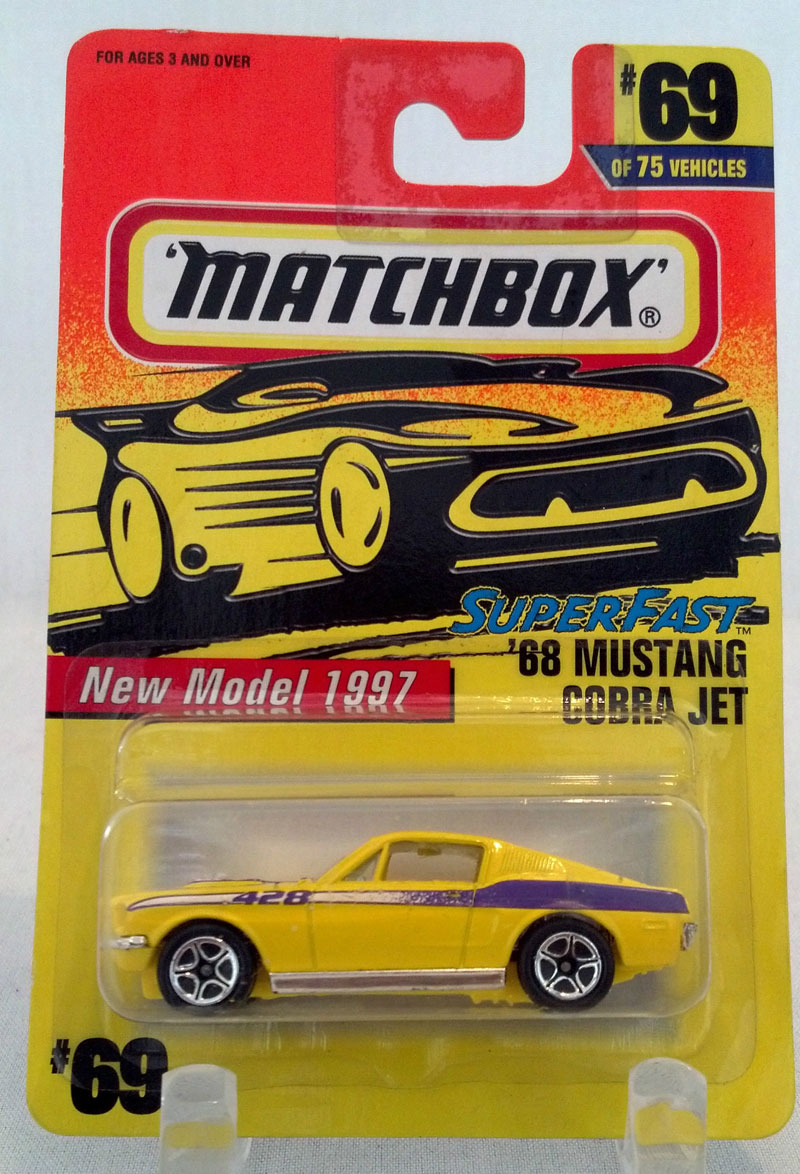 FOR AGES 3 AND OVER
#69
OF 75 VEHICLES
'MATCHBOX'®
SUPERFAST™
'68 MUSTANG
COBRA JET
New Model 1997
428
#69